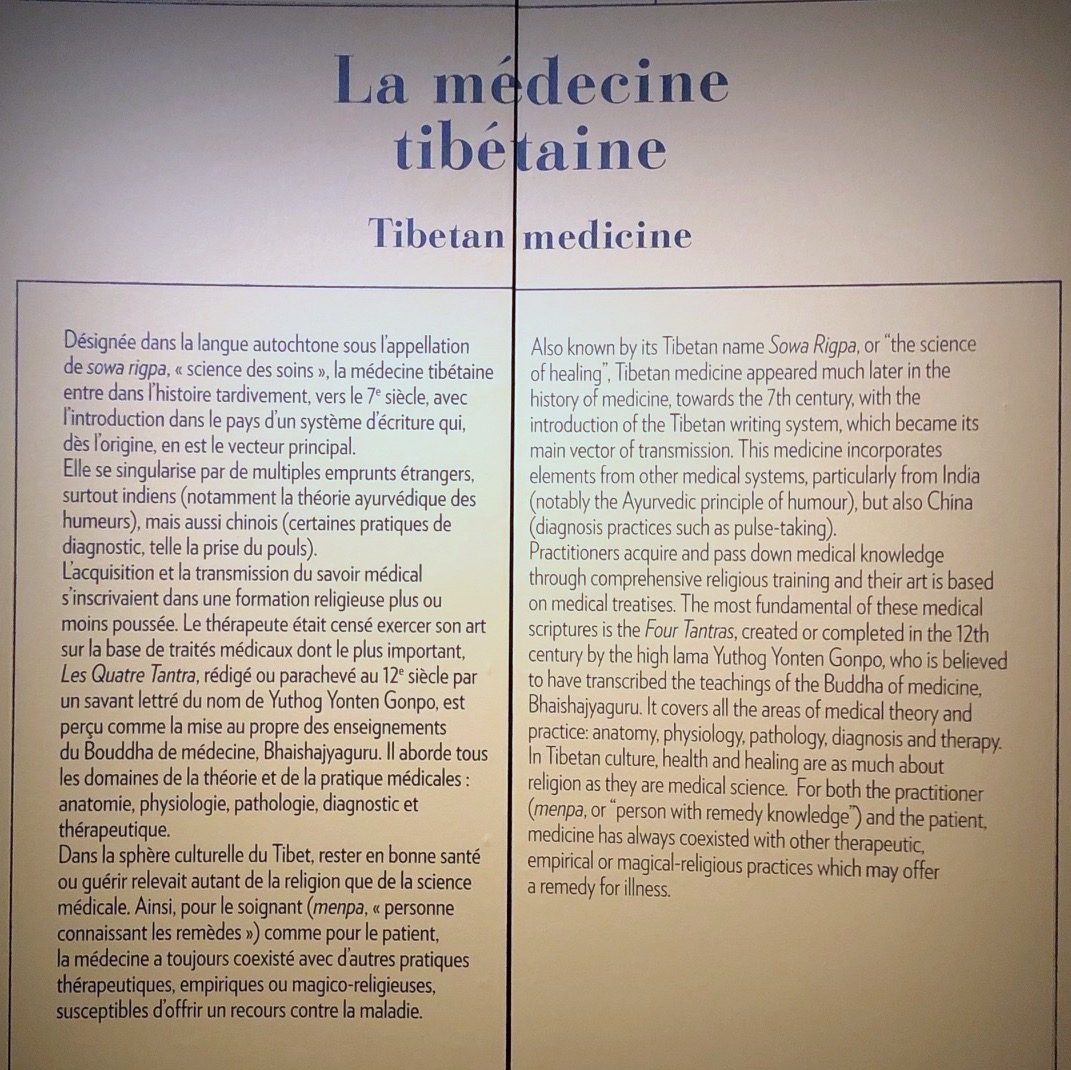 La médecine
tibétaine
Tibetan medicine
Désignée dans la langue autochtone sous l'appellation
de sowa rigpa, « science des soins », la médecine tibétaine
entre dans l'histoire tardivement, vers le 7e siècle, avec
l'introduction dans le pays d'un système d'écriture qui,
dès l'origine, en est le vecteur principal.
Elle se singularise par de multiples emprunts étrangers,
surtout indiens (notamment la théorie ayurvédique des
humeurs), mais aussi chinois (certaines pratiques de
diagnostic, telle la prise du pouls).
L'acquisition et la transmission du savoir médical
s'inscrivaient dans une formation religieuse plus ou
moins poussée. Le thérapeute était censé exercer son art
sur la base de traités médicaux dont le plus important,
Les Quatre Tantra, rédigé ou parachevé au 12e siècle par
un savant lettré du nom de Yuthog Yonten Gonpo, est
perçu comme la mise au propre des enseignements
du Bouddha de médecine, Bhaishajyaguru. Il aborde tous
les domaines de la théorie et de la pratique médicales :
anatomie, physiologie, pathologie, diagnostic et
thérapeutique.
Dans la sphère culturelle du Tibet, rester en bonne santé
ou guérir relevait autant de la religion que de la science
médicale. Ainsi, pour le soignant (menpa, « personne
connaissant les remèdes ») comme pour le patient,
la médecine a toujours coexisté avec d'autres pratiques
thérapeutiques, empiriques ou magico-religieuses,
susceptibles d'offrir un recours contre la maladie.
Also known by its Tibetan name Sowa Rigpa, or “the science
of healing”, Tibetan medicine appeared much later in the
history of medicine, towards the 7th century, with the
introduction of the Tibetan writing system, which became its
main vector of transmission. This medicine incorporates
elements from other medical systems, particularly from India
(notably the Ayurvedic principle of humour), but also China
(diagnosis practices such as pulse-taking).
Practitioners acquire and pass down medical knowledge
through comprehensive religious training and their art is based
on medical treatises. The most fundamental of these medical
scriptures is the Four Tantras, created or completed in the 12th
century by the high lama Yuthog Yonten Gonpo, who is believed
to have transcribed the teachings of the Buddha of medicine,
Bhaishajyaguru. It covers all the areas of medical theory and
practice: anatomy, physiology, pathology, diagnosis and therapy.
In Tibetan culture, health and healing are as much about
religion as they are medical science. For both the practitioner
(menpa, or “person with remedy knowledge”) and the patient,
medicine has always coexisted with other therapeutic,
empirical or magical-religious practices which may offer
a remedy for illness.